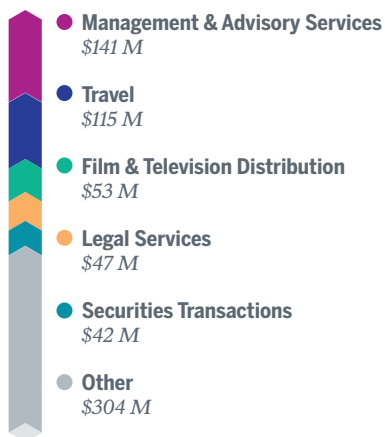 Management & Advisory Services
$141 M
Travel
$115 M
Film & Television Distribution
$53 M
Legal Services
$47 M
Securities Transactions
$42 M
Other
$304 M